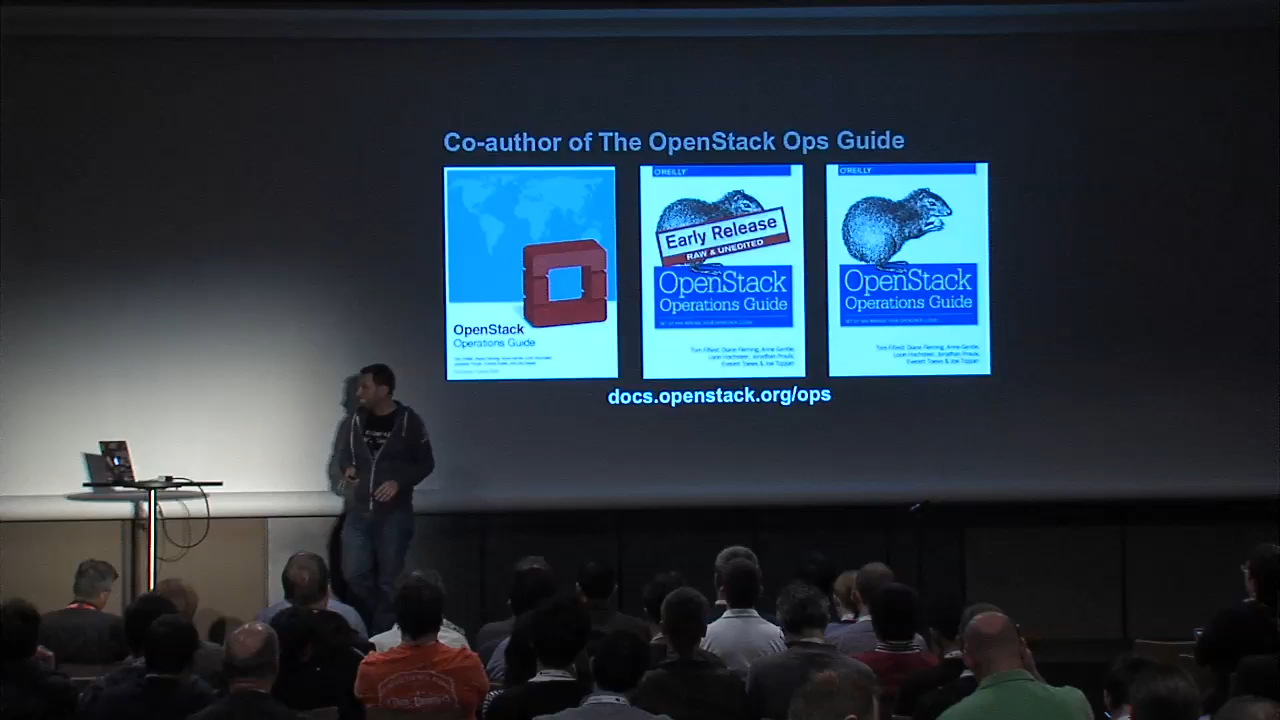 Co-author of The OpenStack Ops Guide
OpenStack
Operations Guide
O'REILLY
Early Release
RAW & UNEDITED
OpenStack
Operations Guide
Tom Fifield, Diane Fleming, Anne Gentle,
Lorin Hochstein, Jonathan Proulx,
Everett Toews & Joe Topjian
O'REILLY
OpenStack
Operations Guide
Tom Fifield, Diane Fleming, Anne Gentle,
Lorin Hochstein, Jonathan Proulx,
Everett Toews & Joe Topjian
docs.openstack.org/ops